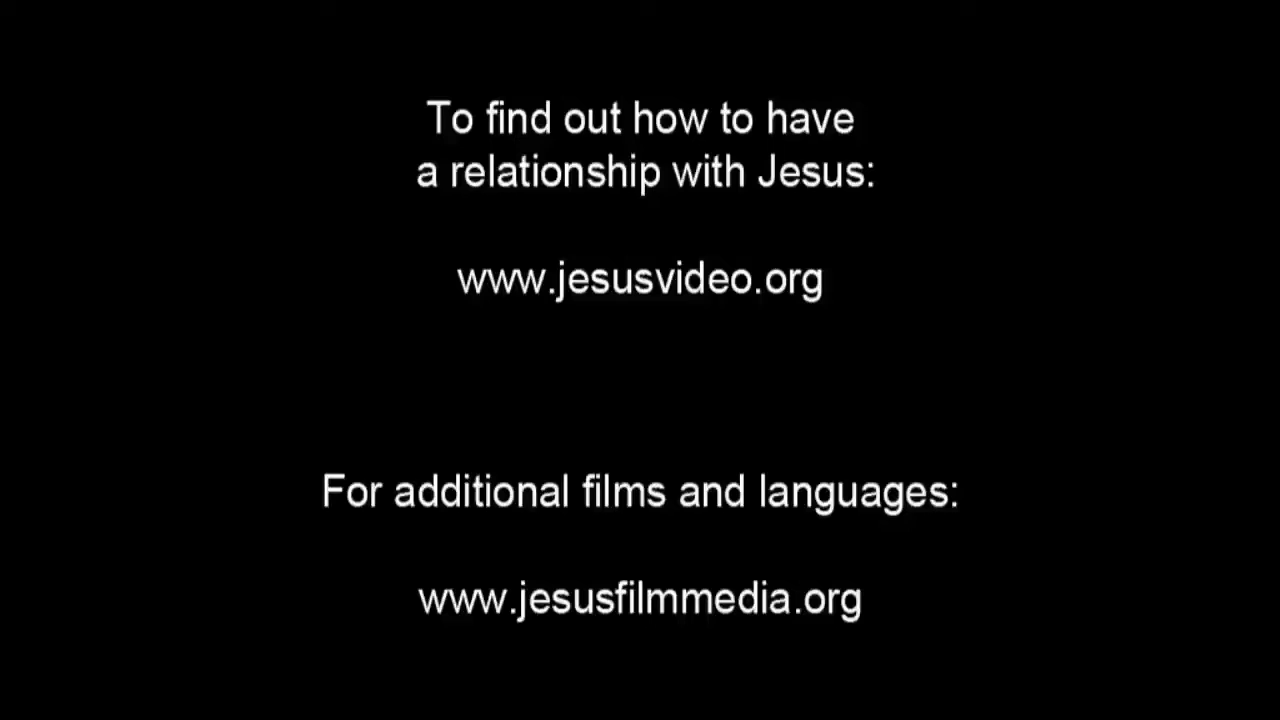 To find out how to have
a relationship with Jesus:
www.jesusvideo.org
For additional films and languages:
www.jesusfilmmedia.org